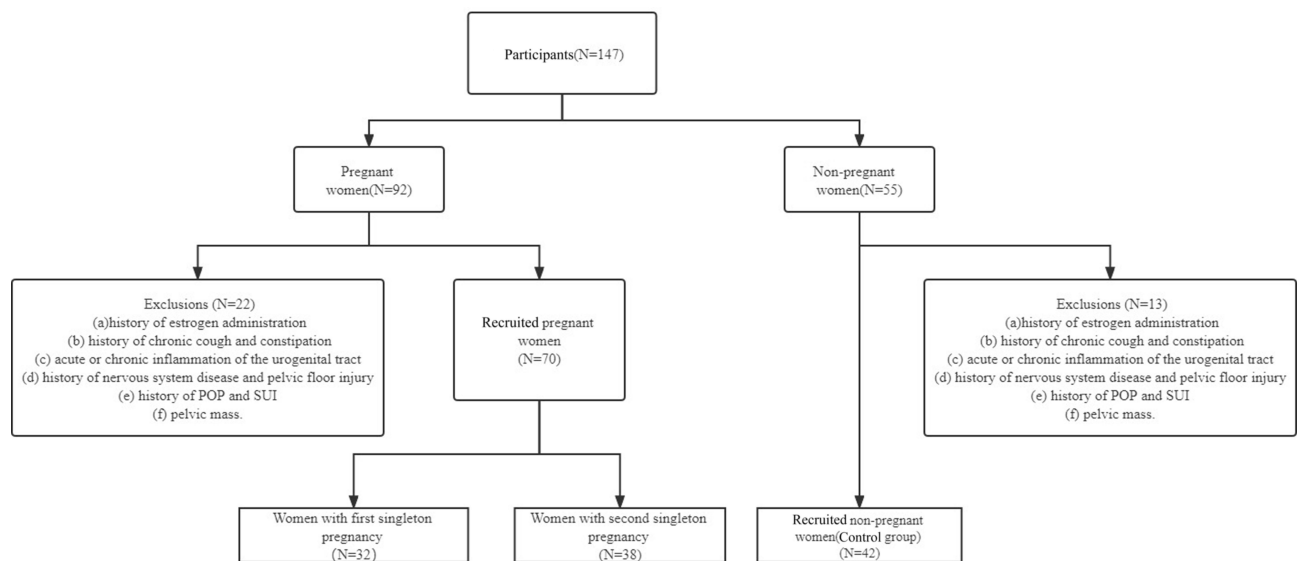 Participants(N=147)
Pregnant
women(N=92)
Non-pregnant
women(N=55)
Exclusions (N=22)
(a)history of estrogen administration
(b) history of chronic cough and constipation
(c) acute or chronic inflammation of the urogenital tract
(d) history of nervous system disease and pelvic floor injury
(e) history of POP and SUI
(f) pelvic mass.
Recruited pregnant
women
(N=70)
Exclusions (N=13)
(a)history of estrogen administration
(b) history of chronic cough and constipation
(c) acute or chronic inflammation of the urogenital tract
(d) history of nervous system disease and pelvic floor injury
(e) history of POP and SUI
(f) pelvic mass.
Women with first singleton
pregnancy
(N=32)
Women with second singleton
pregnancy
(N=38)
Recruited non-pregnant
women(Control group)
(N=42)